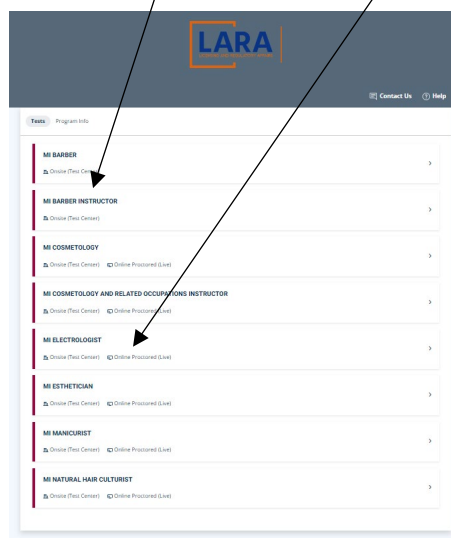 LARA
Contact Us Help
Tests Program Info
MI BARBER
Onsite (Test Center)
MI BARBER INSTRUCTOR
Onsite (Test Center)
MI COSMETOLOGY
Onsite (Test Center) Online Proctored (Live)
MI COSMETOLOGY AND RELATED OCCUPATIONS INSTRUCTOR
Onsite (Test Center) Online Proctored (Live)
MI ELECTROLOGIST
Onsite (Test Center) Online Proctored (Live)
MI ESTHETICIAN
Onsite (Test Center) Online Proctored (Live)
MI MANICURIST
Onsite (Test Center) Online Proctored (Live)
MI NATURAL HAIR CULTURIST
Onsite (Test Center) Online Proctored (Live)